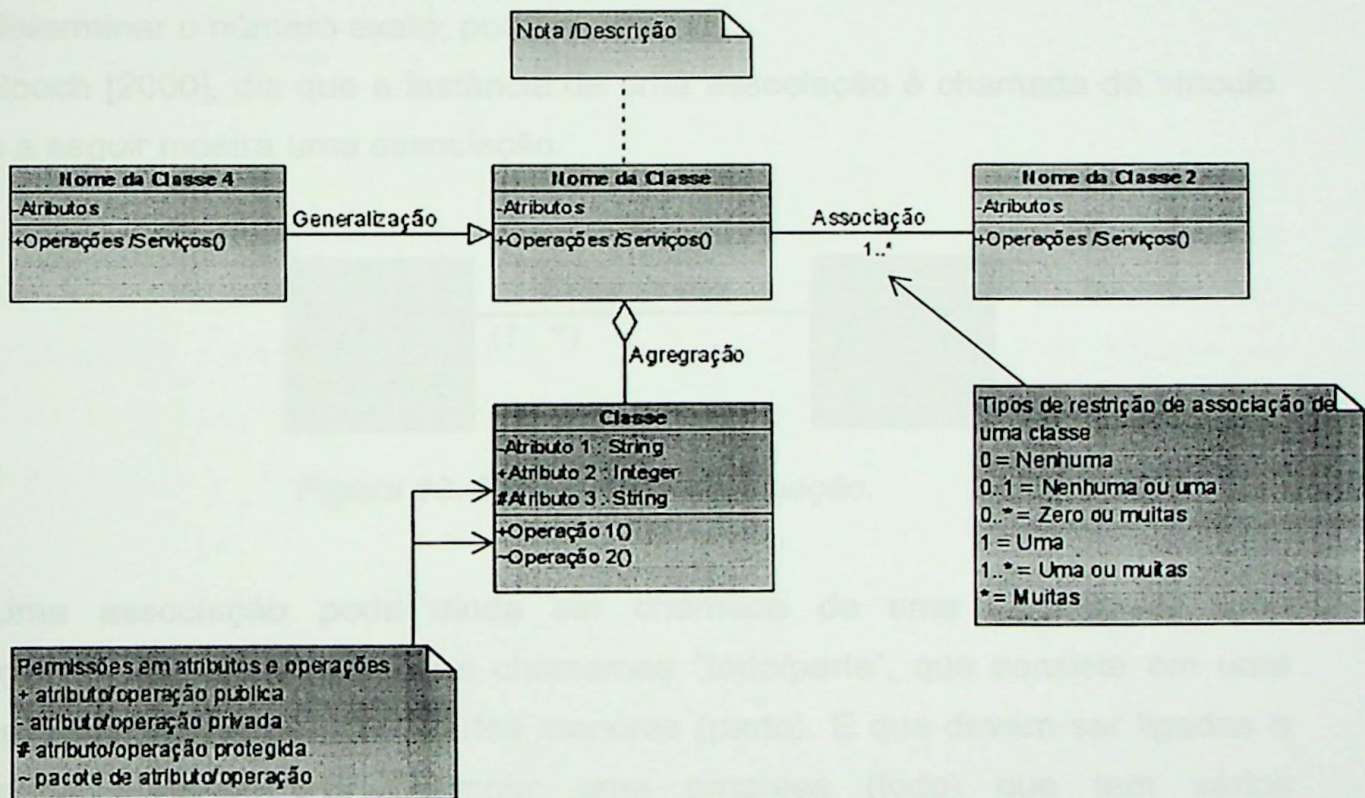 Nota /Descrição
Nome da Classe 4
-Atributos
+Operações /Serviços()
Generalização
Nome da Classe
-Atributos
+Operações /Serviços()
Associação
1..*
Nome da Classe 2
-Atributos
+Operações /Serviços()
Agregração
Classe
-Atributo 1 : String
+Atributo 2 : Integer
#Atributo 3 : String
+Operação 1()
~Operação 2()
Tipos de restrição de associação de
uma classe
0 = Nenhuma
0..1 = Nenhuma ou uma
0..* = Zero ou muitas
1 = Uma
1..* = Uma ou muitas
* = Muitas
Permissões em atributos e operações
+ atributo/operação publica
- atributo/operação privada
# atributo/operação protegida
~ pacote de atributo/operação